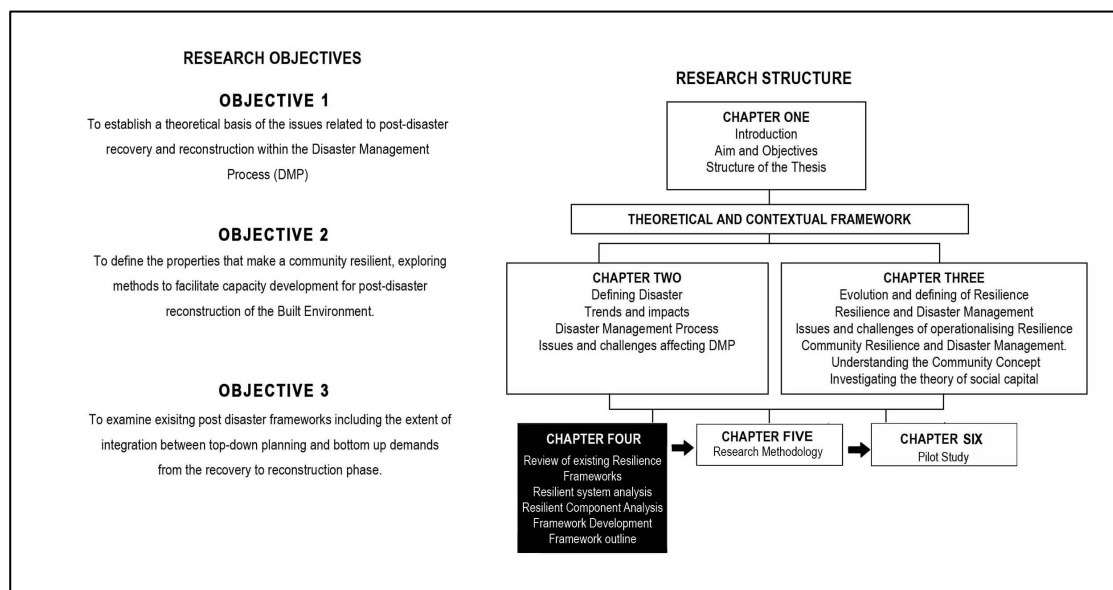 RESEARCH OBJECTIVES
OBJECTIVE 1
To establish a theoretical basis of the issues related to post-disaster
recovery and reconstruction within the Disaster Management
Process (DMP)
OBJECTIVE 2
To define the properties that make a community resilient, exploring
methods to facilitate capacity development for post-disaster
reconstruction of the Built Environment.
OBJECTIVE 3
To examine exisitng post disaster frameworks including the extent of
integration between top-down planning and bottom up demands
from the recovery to reconstruction phase.
RESEARCH STRUCTURE
CHAPTER ONE
Introduction
Aim and Objectives
Structure of the Thesis
THEORETICAL AND CONTEXTUAL FRAMEWORK
CHAPTER TWO
Defining Disaster
Trends and impacts
Disaster Management Process
Issues and challenges affecting DMP
CHAPTER THREE
Evolution and defining of Resilience
Resilience and Disaster Management
Issues and challenges of operationalising Resilience
Community Resilience and Disaster Management.
Understanding the Community Concept
Investigating the theory of social capital
CHAPTER FOUR
Review of existing Resilience
Frameworks
Resilient system analysis
Resilient Component Analysis
Framework Development
Framework outline
CHAPTER FIVE
Research Methodology
CHAPTER SIX
Pilot Study